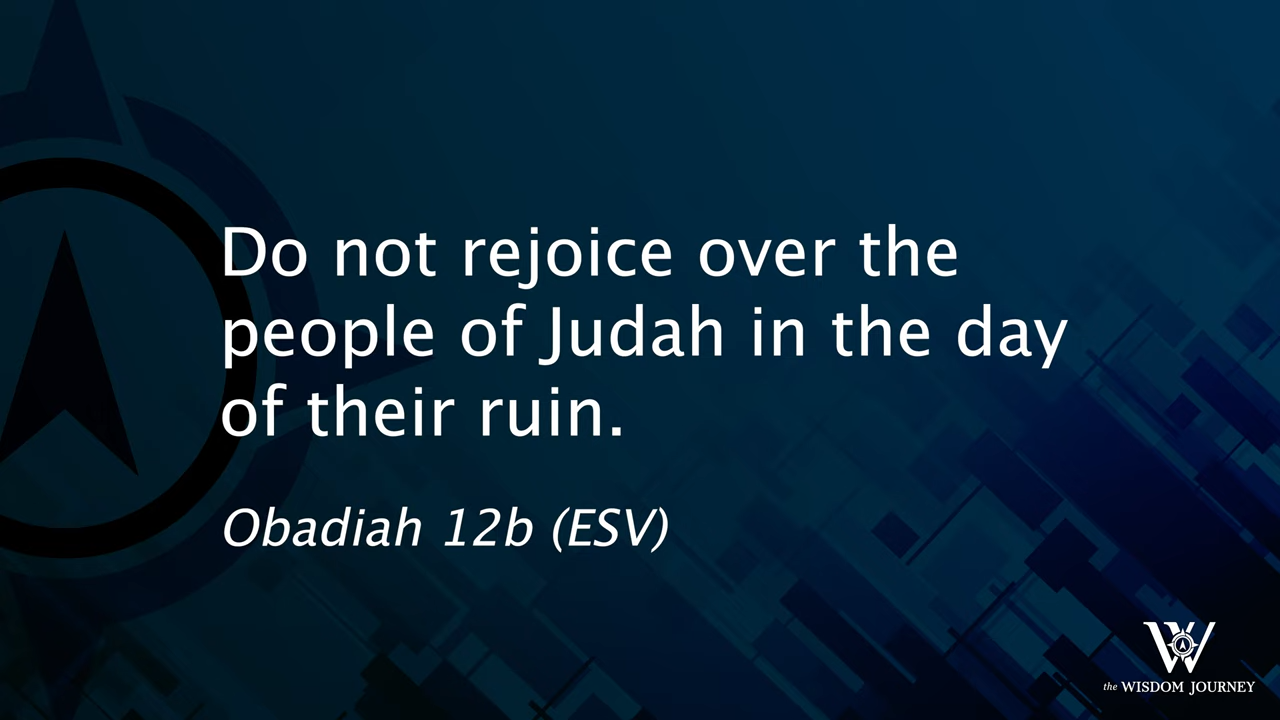 Do not rejoice over the
people of Judah in the day
of their ruin.
Obadiah 12b (ESV)
W
the WISDOM JOURNEY